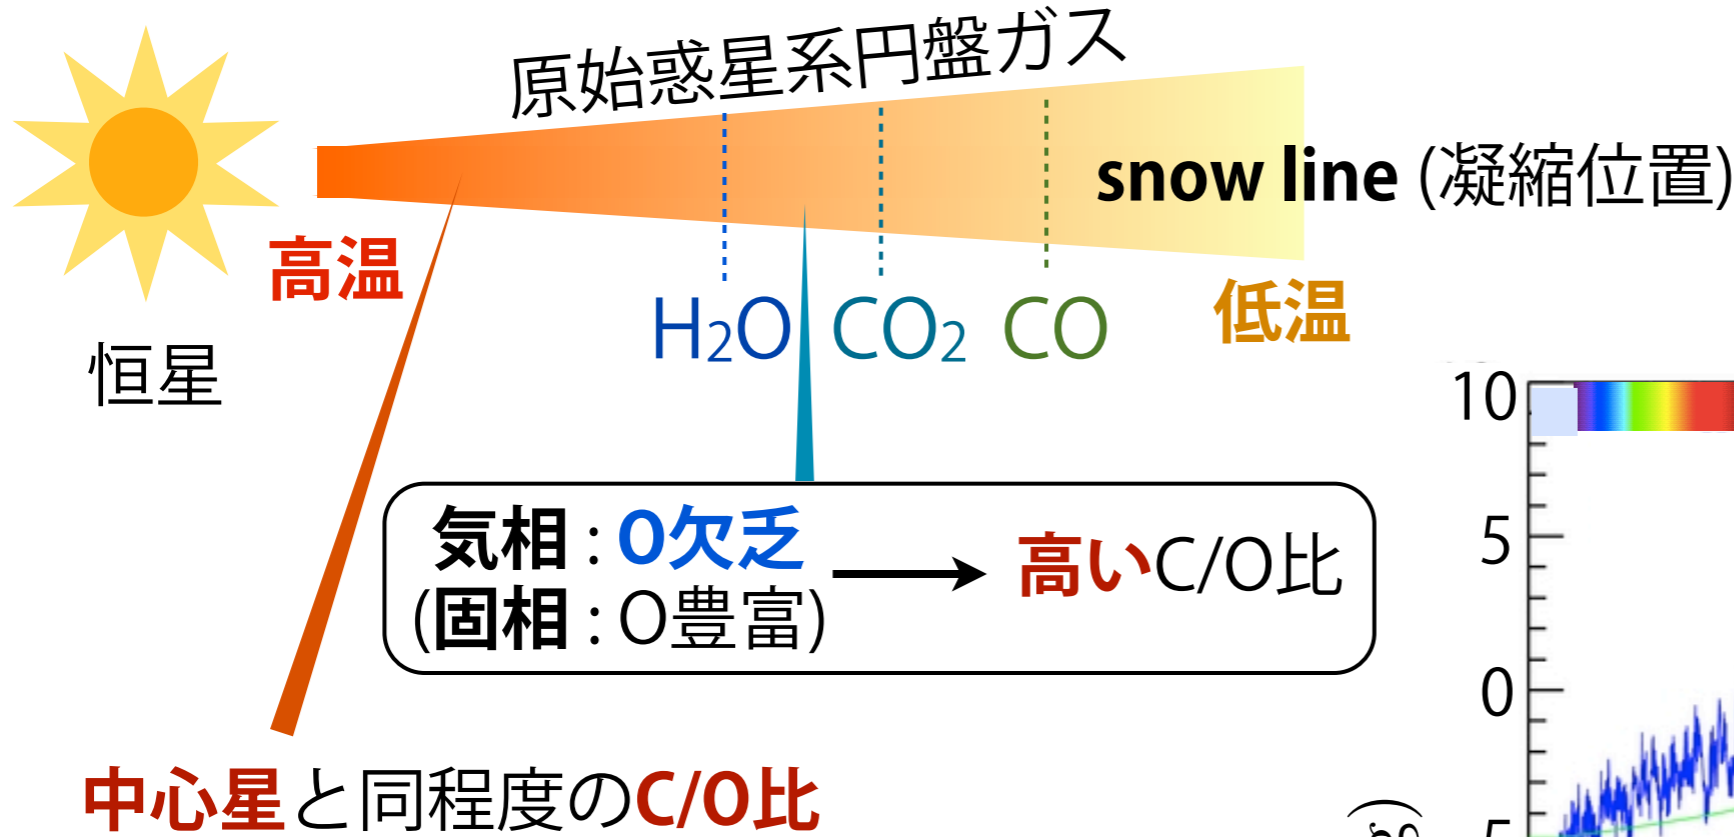 原始惑星系円盤ガス
snow line (凝縮位置)
高温
H₂O CO₂ CO
低温
恒星
気相 : O欠乏
(固相 : O豊富)
高いC/O比
中心星と同程度のC/O比
10
5
0